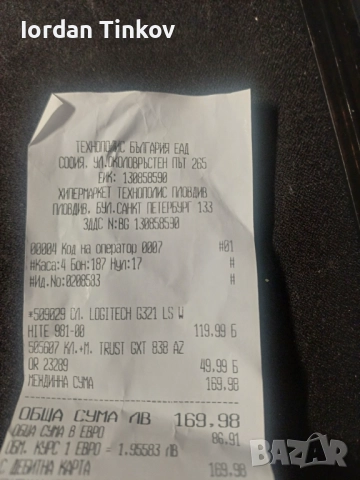 Iordan Tinkov
ТЕХНОПОЛИС БЪЛГАРИЯ ЕАД
СОФИЯ, УЛ.ОКОЛОВРЪСТЕН ПЪТ 265
ЕИК: 130858590
ХИПЕРМАРКЕТ ТЕХНОПОЛИС ПЛОВДИВ
ПЛОВДИВ, БУЛ.САНКТ ПЕТЕРБУРГ 133
ЗДДС N:BG 130858590
00004 Код на оператор 0007 #01
#Каса:4 Бон:187 Нул:17 #
#Ид.No:0208583 #
*509029 СЛ. LOGITECH G321 LS W
HITE 981-00 119.99 Б
505607 КЛ.+М. TRUST GXT 838 AZ
OR 23289 49.99 Б
МЕЖДИННА СУМА 169.98
ОБЩА СУМА ЛВ 169.98
ОБЩА СУМА В ЕВРО 86.91
ОБМ. КУРС 1 ЕВРО = 1.95583 ЛВ.
С ДЕБИТНА КАРТА 169.98
BAZAR